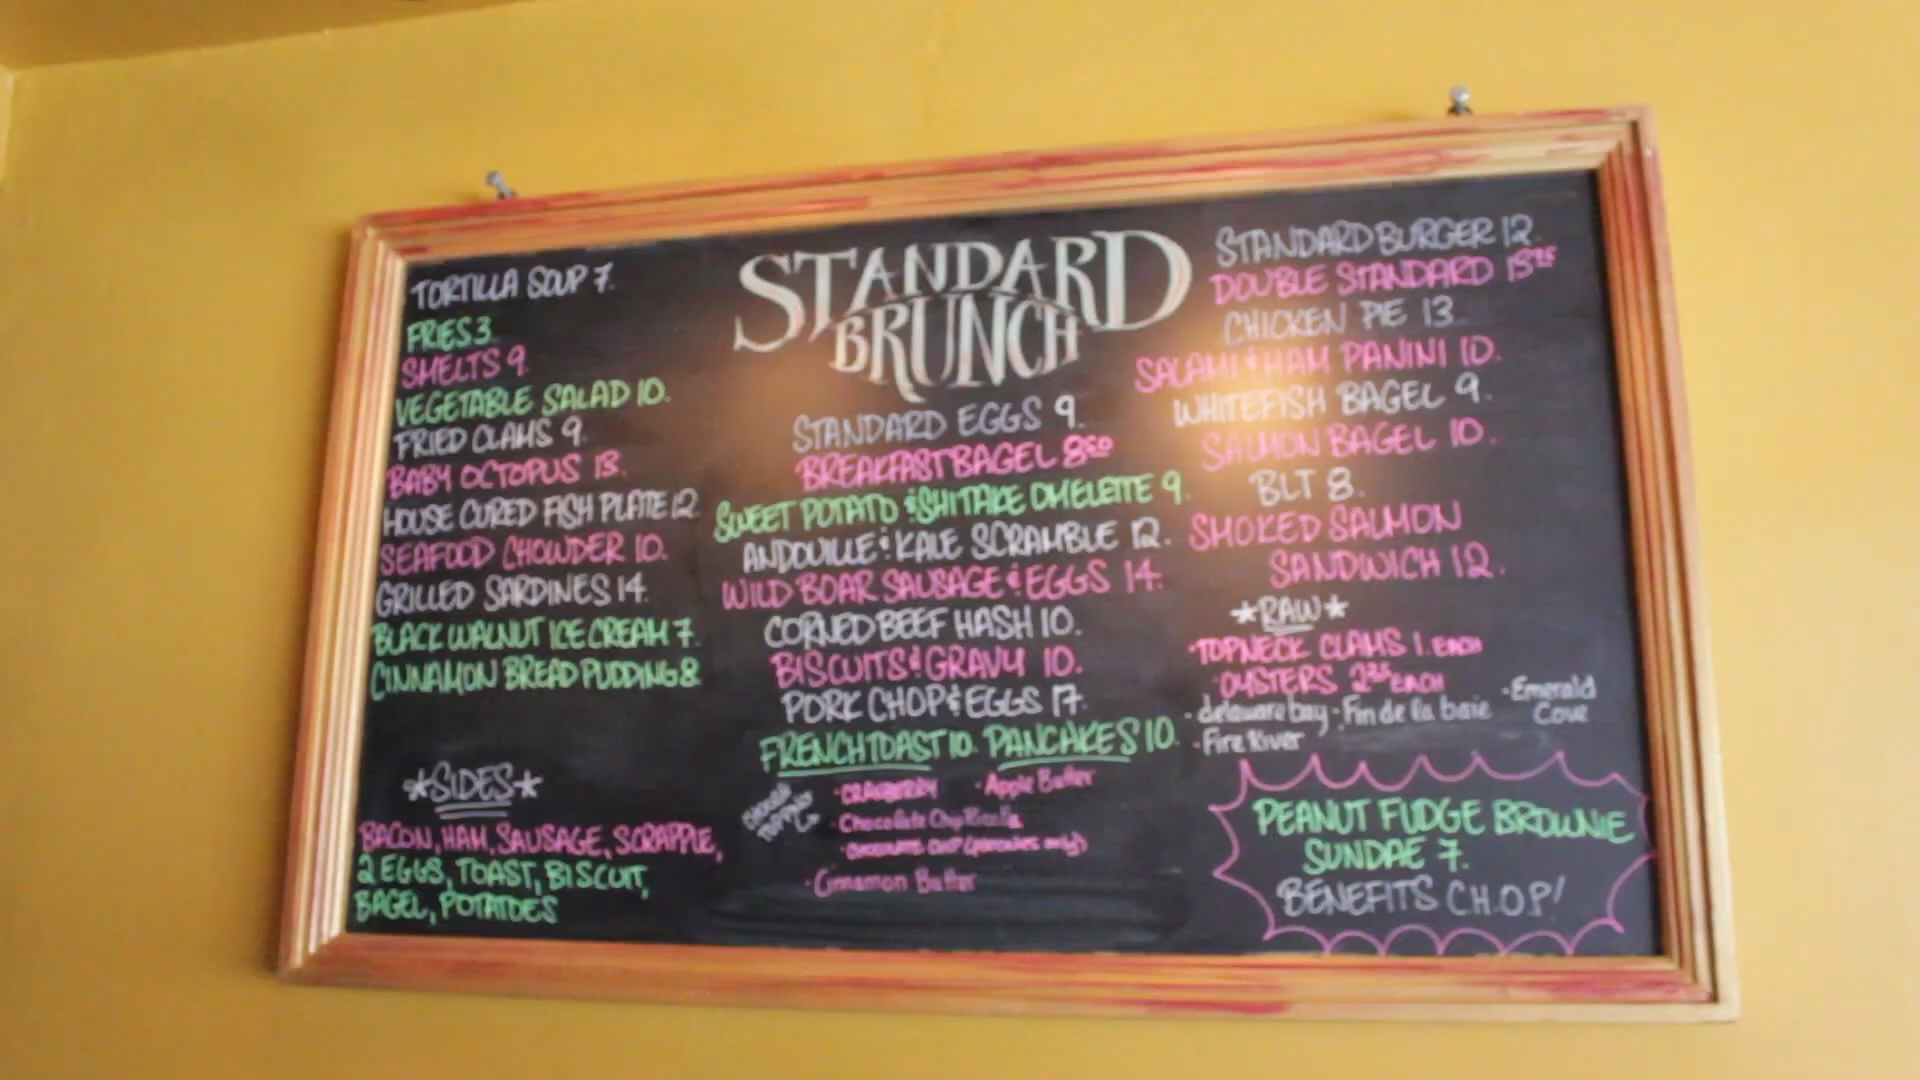 TORTILLA SOUP 7.
FRIES 3.
SMELTS 9.
VEGETABLE SALAD 10.
FRIED CLAMS 9.
BABY OCTOPUS 13.
HOUSE CURED FISH PLATE 12
SEAFOOD CHOWDER 10.
GRILLED SARDINES 14.
BLACK WALNUT ICE CREAM 7.
CINNAMON BREAD PUDDING 8
*SIDES*
BACON, HAM, SAUSAGE, SCRAPPLE,
2 EGGS, TOAST, BISCUIT,
BAGEL, POTATOES
STANDARD
BRUNCH
STANDARD EGGS 9.
BREAKFAST BAGEL 8.50
SWEET POTATO & SHITAKE OMELETTE 9.
ANDOUILLE & KALE SCRAMBLE 12.
WILD BOAR SAUSAGE & EGGS 14.
CORNED BEEF HASH 10.
BISCUITS & GRAVY 10.
PORK CHOP & EGGS 17.
FRENCH TOAST 10. PANCAKES 10.
· CRANBERRY · Apple Butter
· Chocolate Chip
· CHOCOLATE CHIP (PANCAKES ONLY)
· Cinnamon Butter
STANDARD BURGER 12.
DOUBLE STANDARD
CHICKEN PIE 13
SALAMI & HAM PANINI 10.
WHITEFISH BAGEL 9.
SALMON BAGEL 10.
BLT 8.
SMOKED SALMON
SANDWICH 12.
*RAW*
· TOPNECK CLAMS 1. EACH
· OYSTERS EACH
· delaware bay · Fin de la baie · Emerald Cove
· Fire River
PEANUT FUDGE BROWNIE
SUNDAE 7.
BENEFITS C.H.O.P!